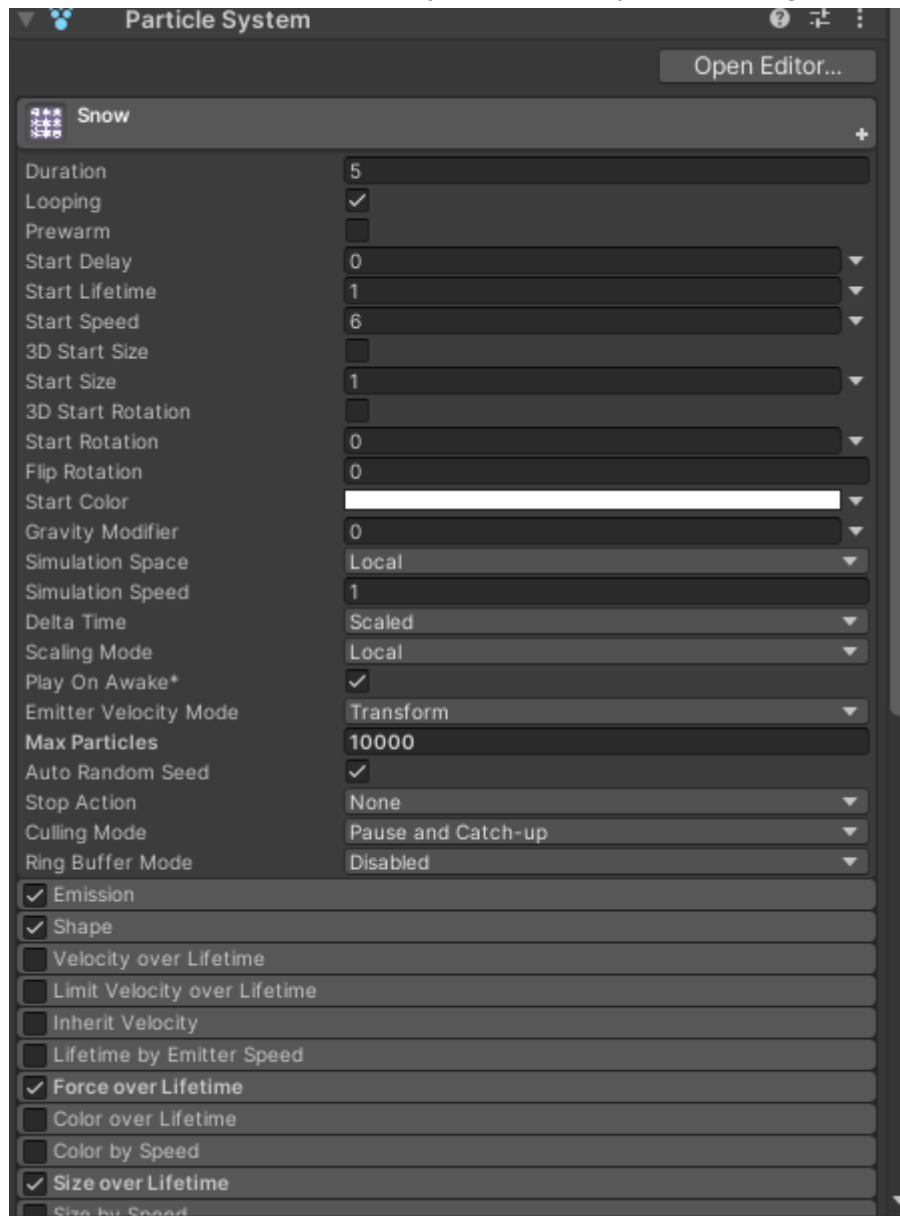 Particle System
Open Editor...
Snow
Duration 5
Looping
Prewarm
Start Delay 0
Start Lifetime 1
Start Speed 6
3D Start Size
Start Size 1
3D Start Rotation
Start Rotation 0
Flip Rotation 0
Start Color
Gravity Modifier 0
Simulation Space Local
Simulation Speed 1
Delta Time Scaled
Scaling Mode Local
Play On Awake*
Emitter Velocity Mode Transform
Max Particles 10000
Auto Random Seed
Stop Action None
Culling Mode Pause and Catch-up
Ring Buffer Mode Disabled
Emission
Shape
Velocity over Lifetime
Limit Velocity over Lifetime
Inherit Velocity
Lifetime by Emitter Speed
Force over Lifetime
Color over Lifetime
Color by Speed
Size over Lifetime
Size by Speed